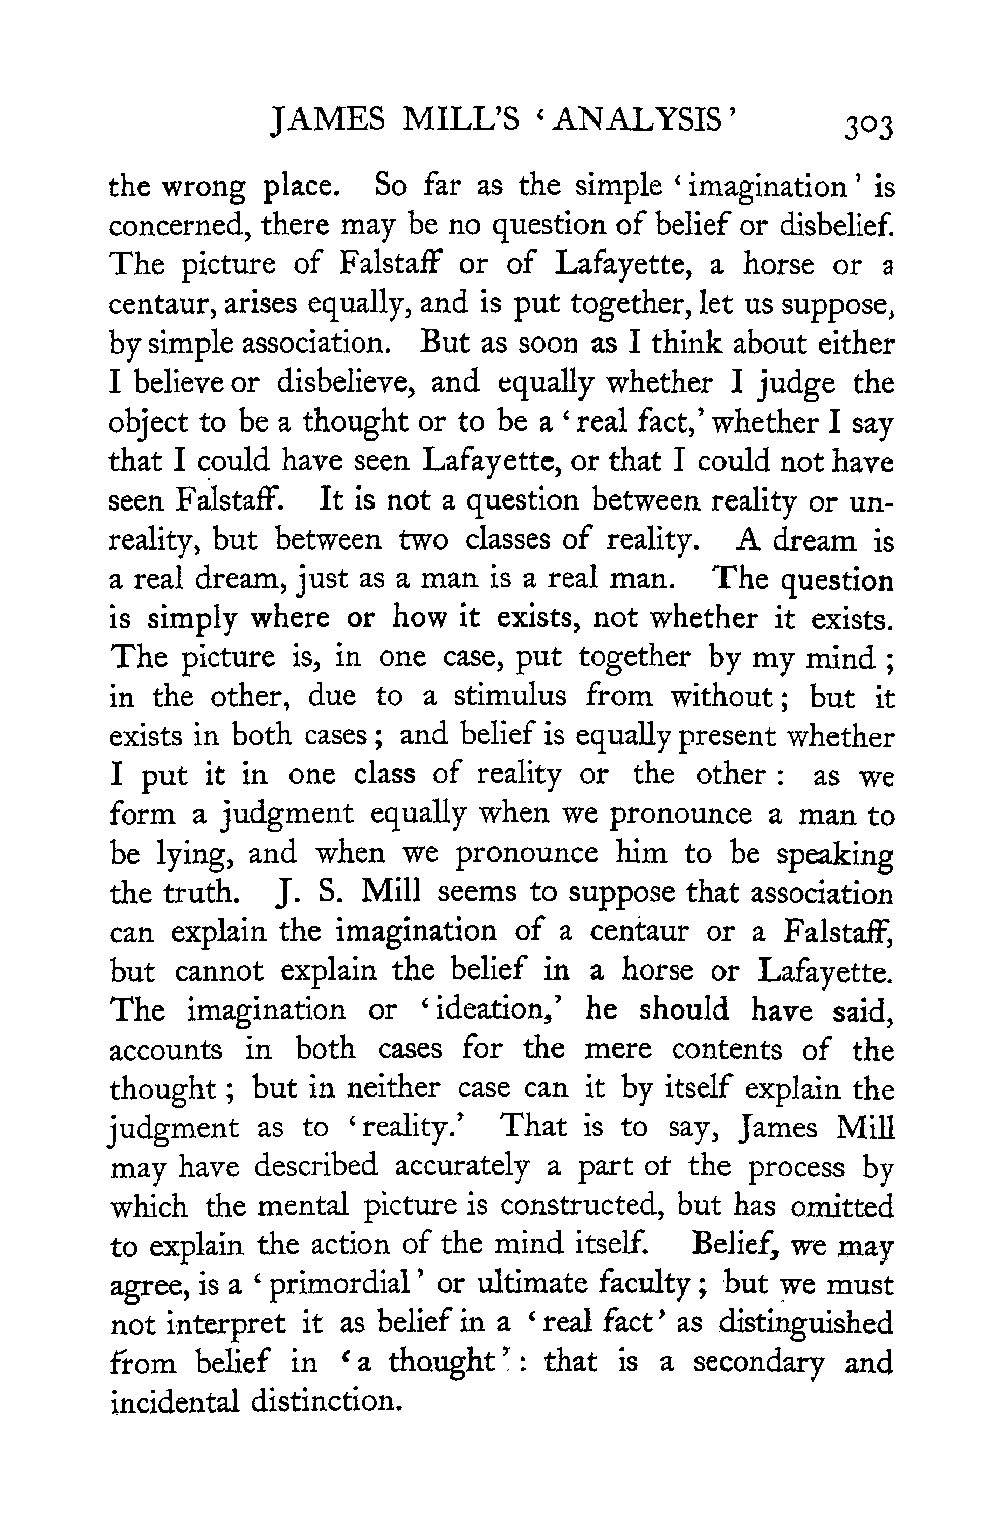 JAMES MILL'S ‘ ANALYSIS ’ 303
the wrong place. So far as the simple ‘ imagination ’ is
concerned, there may be no question of belief or disbelief.
The picture of Falstaff or of Lafayette, a horse or a
centaur, arises equally, and is put together, let us suppose,
by simple association. But as soon as I think about either
I believe or disbelieve, and equally whether I judge the
object to be a thought or to be a ‘ real fact,’ whether I say
that I could have seen Lafayette, or that I could not have
seen Falstaff. It is not a question between reality or un-
reality, but between two classes of reality. A dream is
a real dream, just as a man is a real man. The question
is simply where or how it exists, not whether it exists.
The picture is, in one case, put together by my mind ;
in the other, due to a stimulus from without ; but it
exists in both cases ; and belief is equally present whether
I put it in one class of reality or the other : as we
form a judgment equally when we pronounce a man to
be lying, and when we pronounce him to be speaking
the truth. J. S. Mill seems to suppose that association
can explain the imagination of a centaur or a Falstaff,
but cannot explain the belief in a horse or Lafayette.
The imagination or ‘ ideation,’ he should have said,
accounts in both cases for the mere contents of the
thought ; but in neither case can it by itself explain the
judgment as to ‘ reality.’ That is to say, James Mill
may have described accurately a part of the process by
which the mental picture is constructed, but has omitted
to explain the action of the mind itself. Belief, we may
agree, is a ‘ primordial ’ or ultimate faculty ; but we must
not interpret it as belief in a ‘ real fact ’ as distinguished
from belief in ‘ a thought ’ : that is a secondary and
incidental distinction.